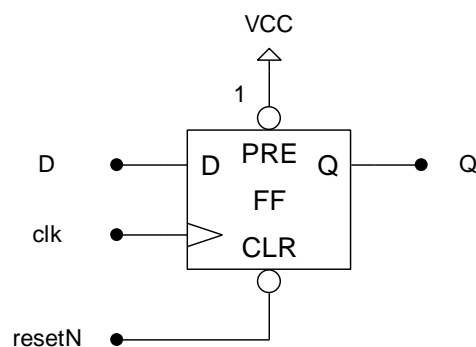 VCC
1
D D PRE Q Q
FF
clk
CLR
resetN